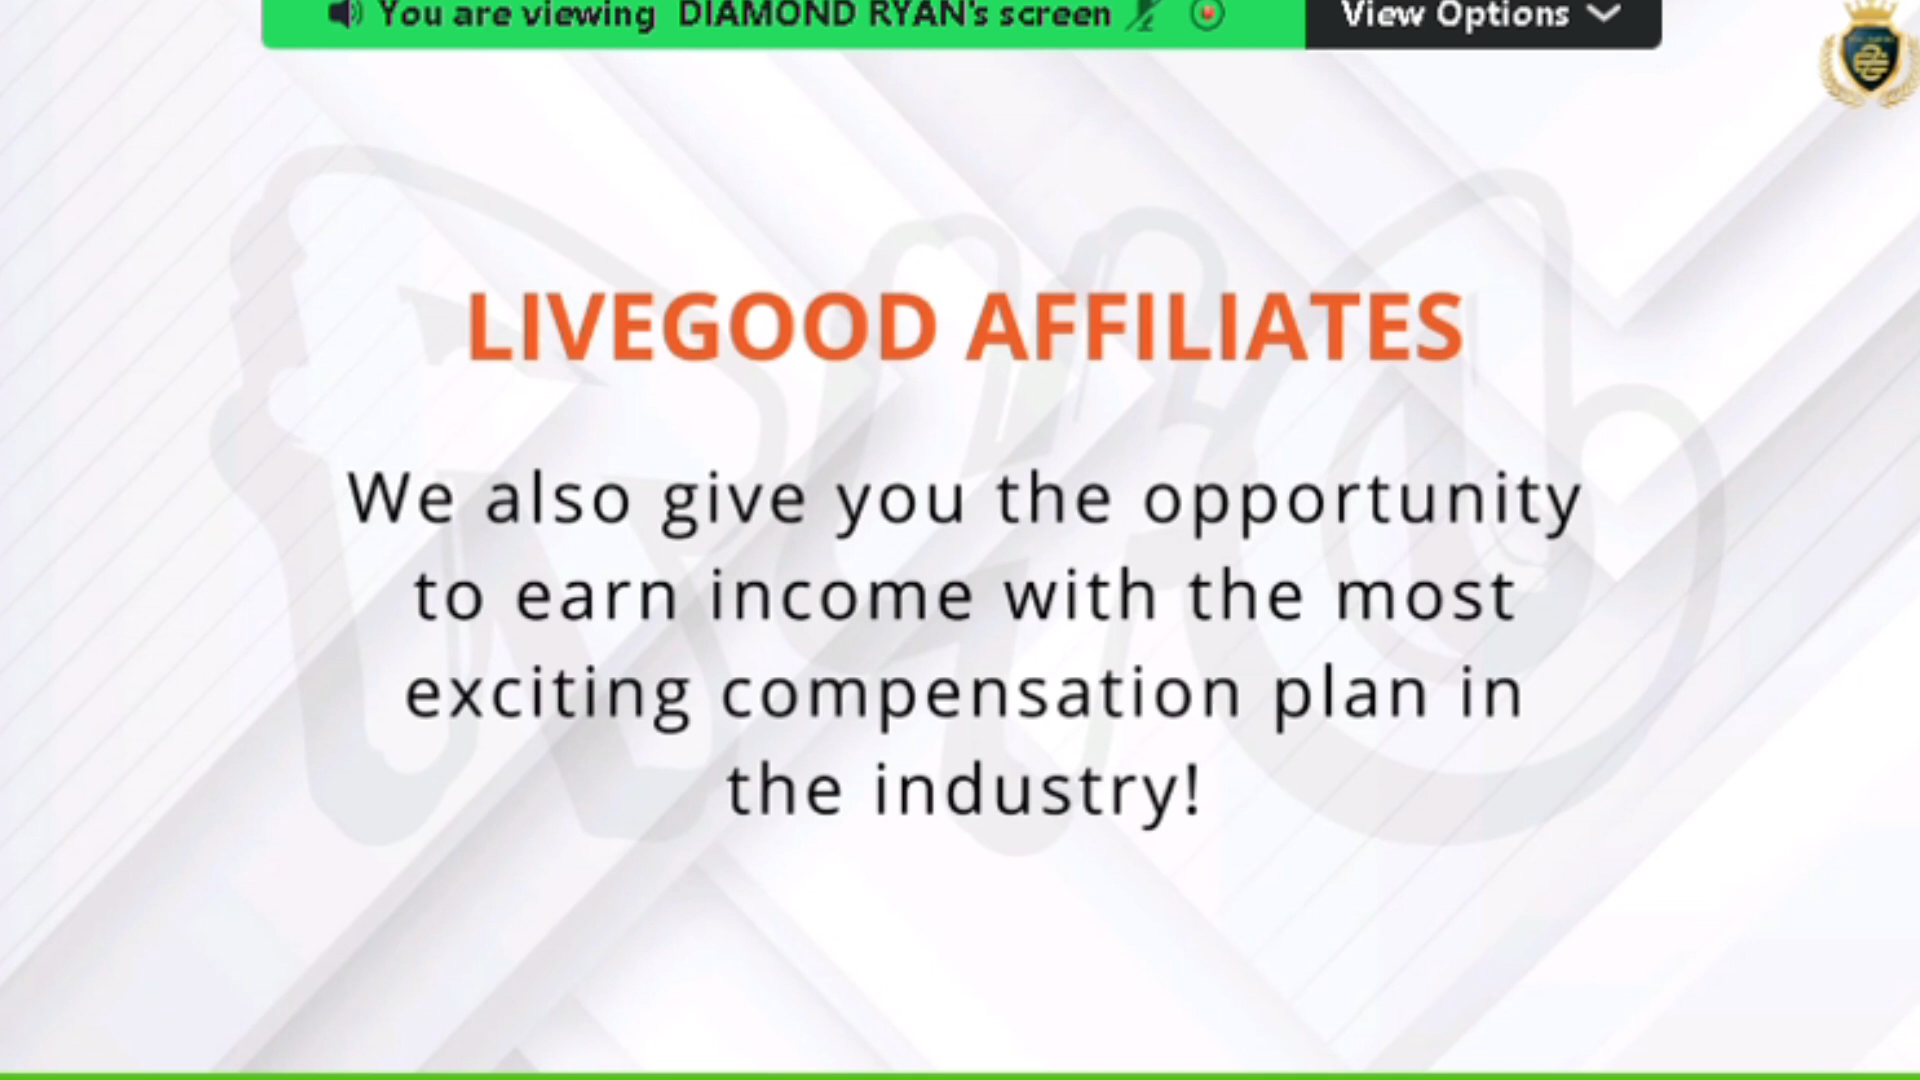 You are viewing DIAMOND RYAN's screen View Options
LIVEGOOD AFFILIATES
We also give you the opportunity
to earn income with the most
exciting compensation plan in
the industry!